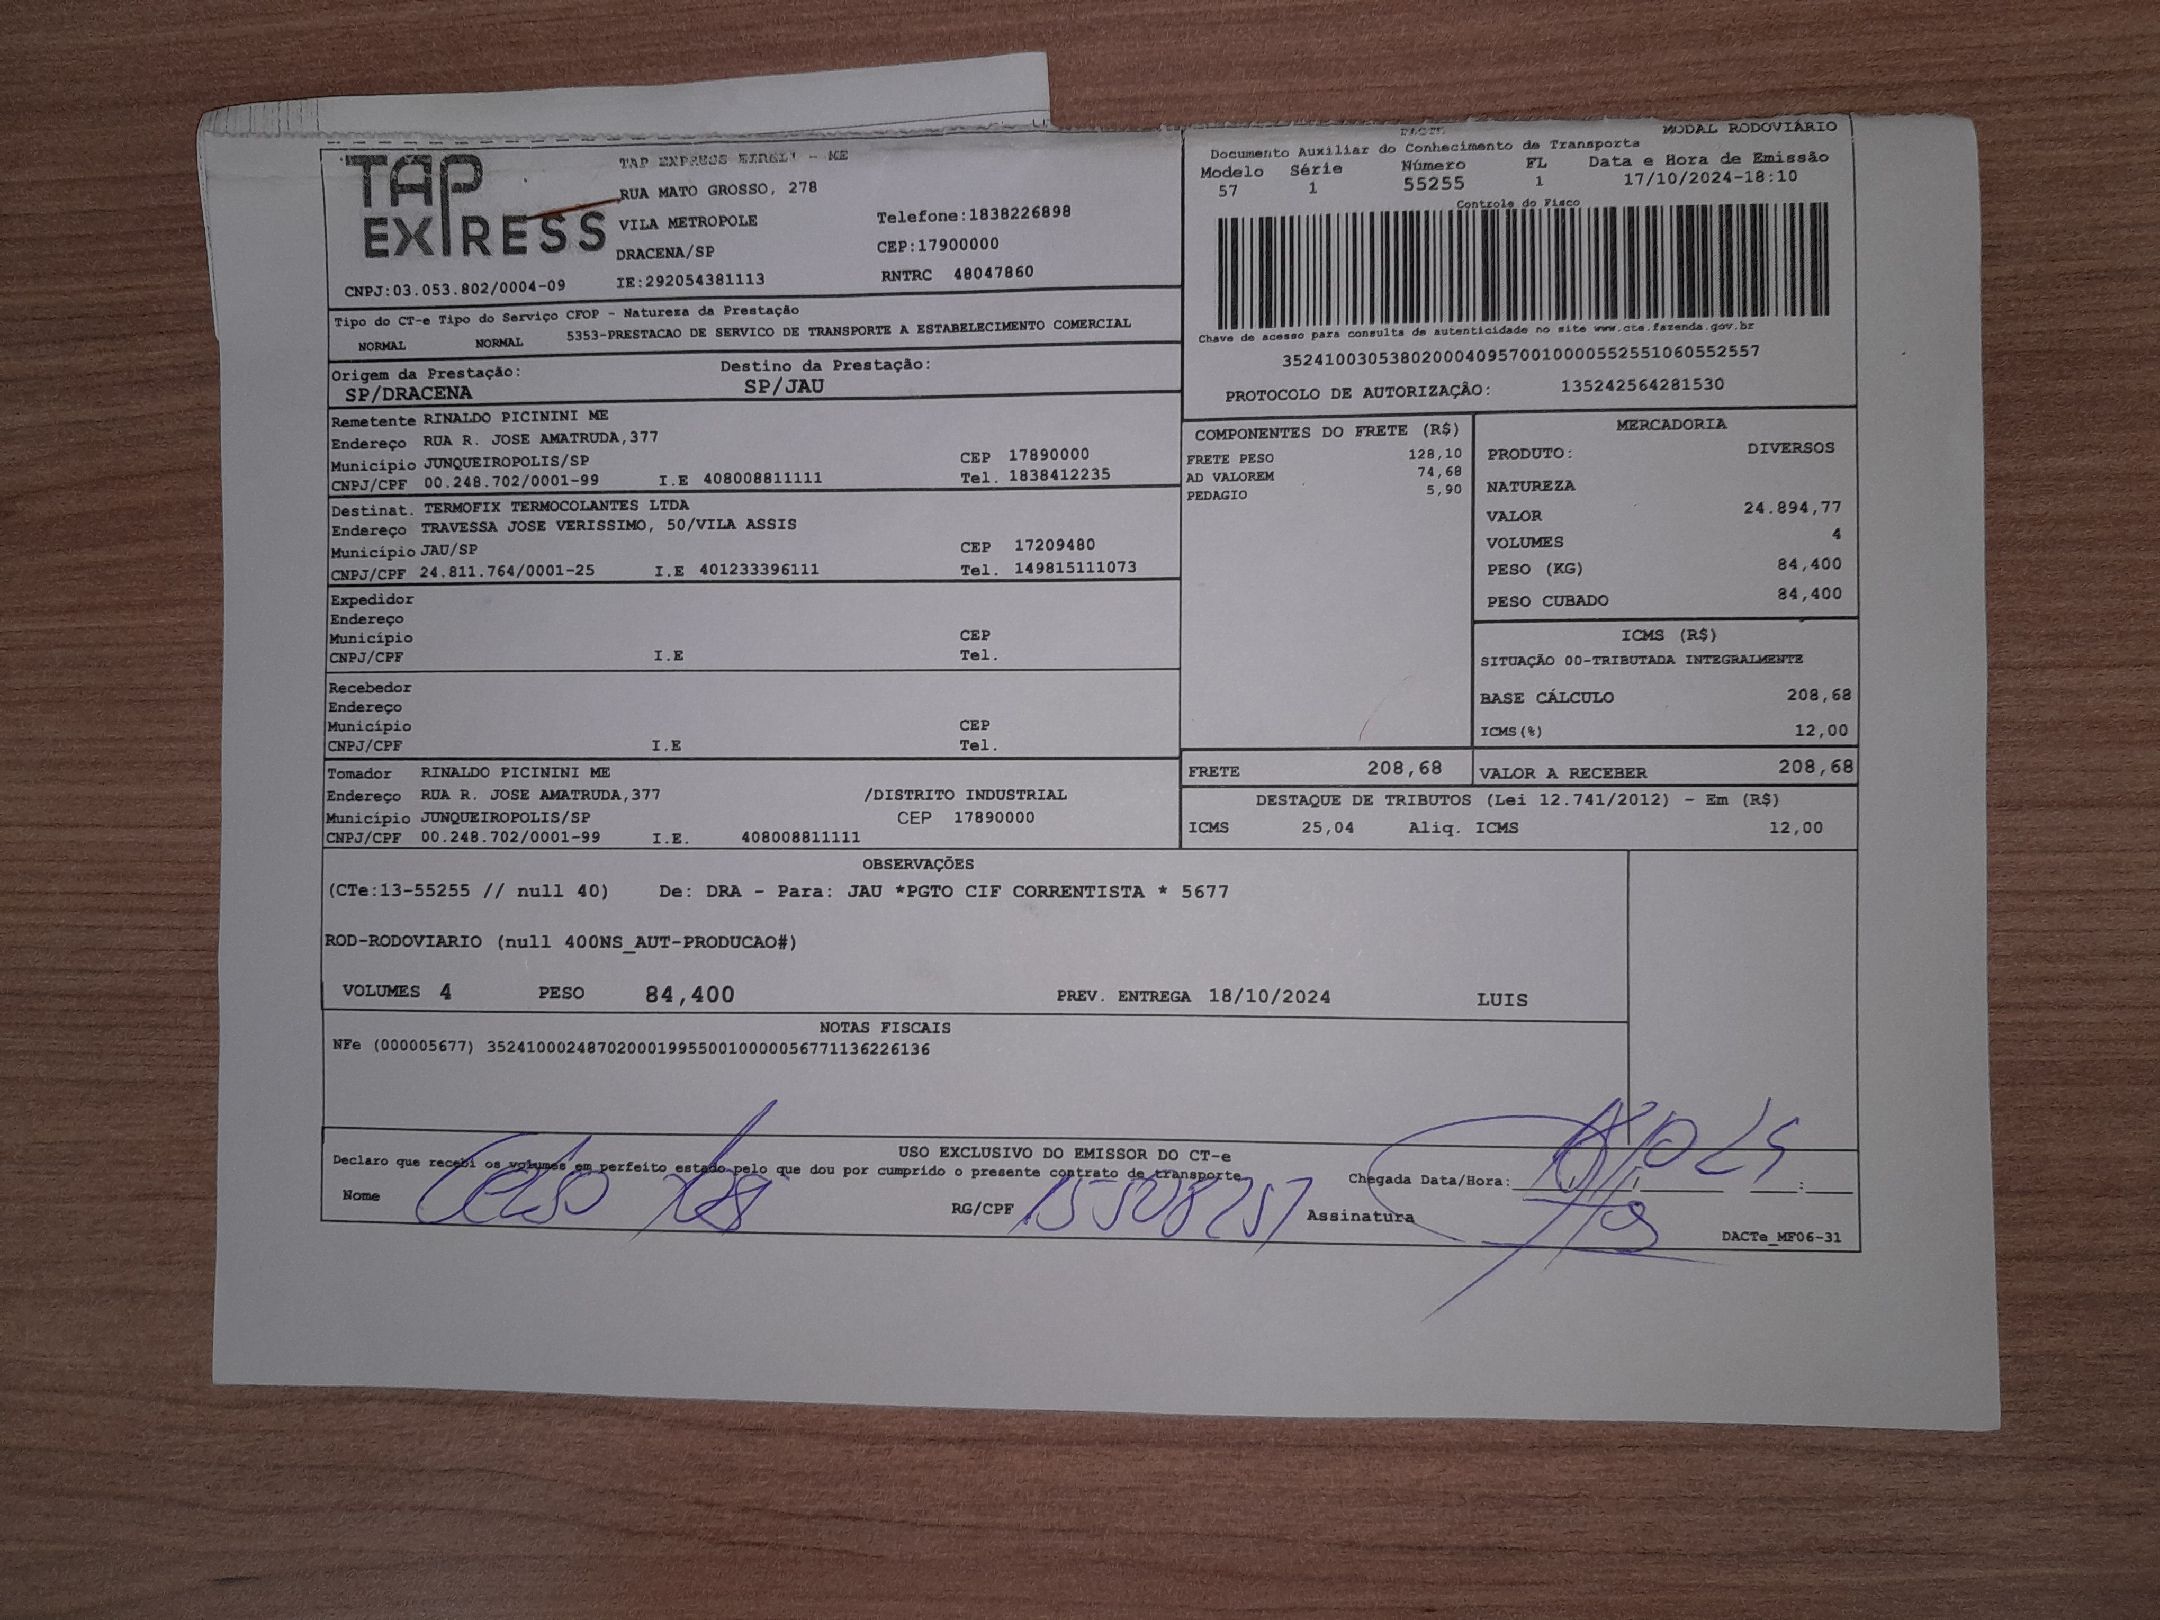 TAP EXPRESS
TAP EXPRESS EIRELI - ME
RUA MATO GROSSO, 278
VILA METROPOLE
Telefone:1838226898
DRACENA/SP
CEP:17900000
CNPJ:03.053.802/0004-09
IE:292054381113
RNTRC 48047860
DACTE
MODAL RODOVIÁRIO
Documento Auxiliar do Conhecimento de Transporte
Modelo Série Número FL Data e Hora de Emissão
57 1 55255 1 17/10/2024-18:10
Controle do Fisco
Chave de acesso para consulta de autenticidade no site www.cte.fazenda.gov.br
35241003053802000409570010000552551060552557
PROTOCOLO DE AUTORIZAÇÃO: 135242564281530
Tipo do CT-e Tipo do Serviço CFOP - Natureza da Prestação
NORMAL NORMAL 5353-PRESTACAO DE SERVICO DE TRANSPORTE A ESTABELECIMENTO COMERCIAL
Origem da Prestação: Destino da Prestação:
SP/DRACENA SP/JAU
Remetente RINALDO PICININI ME
Endereço RUA R. JOSE AMATRUDA,377
Município JUNQUEIROPOLIS/SP CEP 17890000
CNPJ/CPF 00.248.702/0001-99 I.E 408008811111 Tel. 1838412235
Destinat. TERMOFIX TERMOCOLANTES LTDA
Endereço TRAVESSA JOSE VERISSIMO, 50/VILA ASSIS
Município JAU/SP CEP 17209480
CNPJ/CPF 24.811.764/0001-25 I.E 401233396111 Tel. 149815111073
Expedidor
Endereço
Município CEP
CNPJ/CPF I.E Tel.
Recebedor
Endereço
Município CEP
CNPJ/CPF I.E Tel.
Tomador RINALDO PICININI ME
Endereço RUA R. JOSE AMATRUDA,377 /DISTRITO INDUSTRIAL
Município JUNQUEIROPOLIS/SP CEP 17890000
CNPJ/CPF 00.248.702/0001-99 I.E. 408008811111
COMPONENTES DO FRETE (R$)
FRETE PESO 128,10
AD VALOREM 74,68
PEDAGIO 5,90
MERCADORIA
PRODUTO: DIVERSOS
NATUREZA
VALOR 24.894,77
VOLUMES 4
PESO (KG) 84,400
PESO CUBADO 84,400
ICMS (R$)
SITUAÇÃO 00-TRIBUTADA INTEGRALMENTE
BASE CÁLCULO 208,68
ICMS(%) 12,00
FRETE 208,68 VALOR A RECEBER 208,68
DESTAQUE DE TRIBUTOS (Lei 12.741/2012) - Em (R$)
ICMS 25,04 Aliq. ICMS 12,00
OBSERVAÇÕES
(CTe:13-55255 // null 40) De: DRA - Para: JAU *PGTO CIF CORRENTISTA * 5677
ROD-RODOVIARIO (null 400NS_AUT-PRODUCAO#)
VOLUMES 4 PESO 84,400 PREV. ENTREGA 18/10/2024 LUIS
NOTAS FISCAIS
NFe (000005677) 35241000248702000199550010000056771136226136
USO EXCLUSIVO DO EMISSOR DO CT-e
Declaro que recebi os volumes em perfeito estado pelo que dou por cumprido o presente contrato de transporte.
Chegada Data/Hora:
Nome Celso
RG/CPF
Assinatura
DACTe_MF06-31